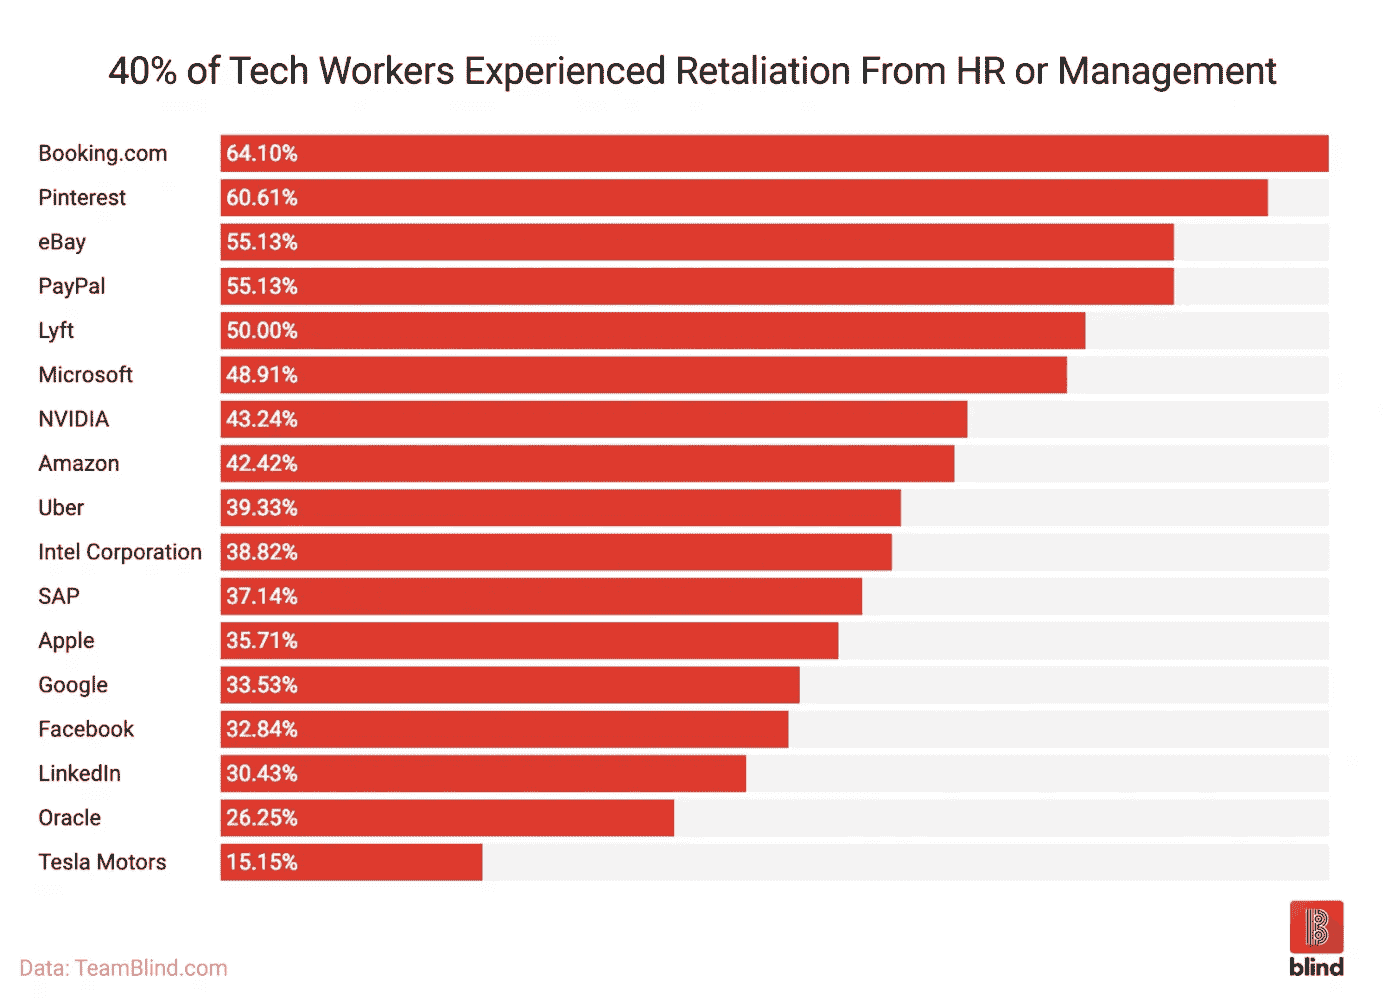 40% of Tech Workers Experienced Retaliation From HR or Management
Booking.com 64.10%
Pinterest 60.61%
eBay 55.13%
PayPal 55.13%
Lyft 50.00%
Microsoft 48.91%
NVIDIA 43.24%
Amazon 42.42%
Uber 39.33%
Intel Corporation 38.82%
SAP 37.14%
Apple 35.71%
Google 33.53%
Facebook 32.84%
LinkedIn 30.43%
Oracle 26.25%
Tesla Motors 15.15%
B
blind
Data: TeamBlind.com